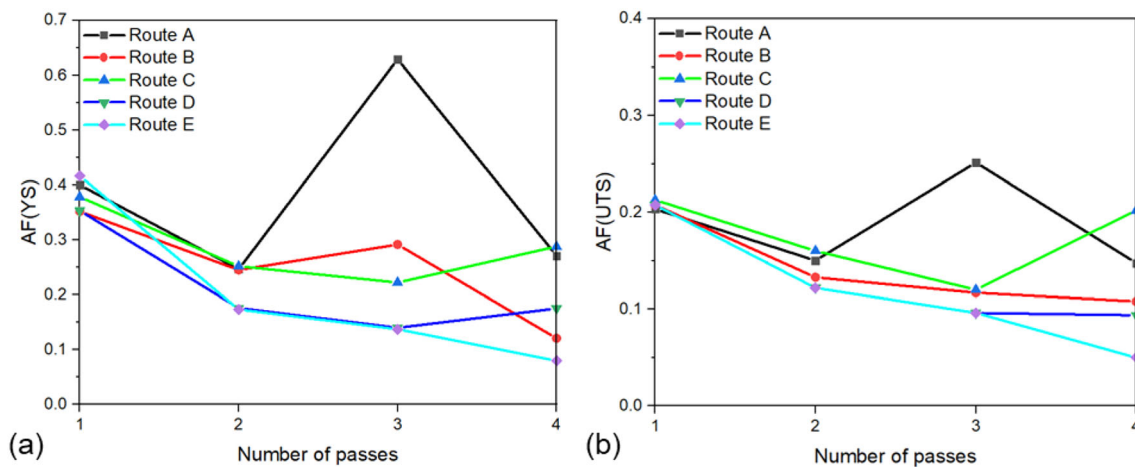 0.7
0.6
0.5
0.4
0.3
0.2
0.1
0.0
AF(YS)
Route A
Route B
Route C
Route D
Route E
1 2 3 4
Number of passes
(a)
0.4
0.3
0.2
0.1
0.0
AF(UTS)
Route A
Route B
Route C
Route D
Route E
1 2 3 4
Number of passes
(b)